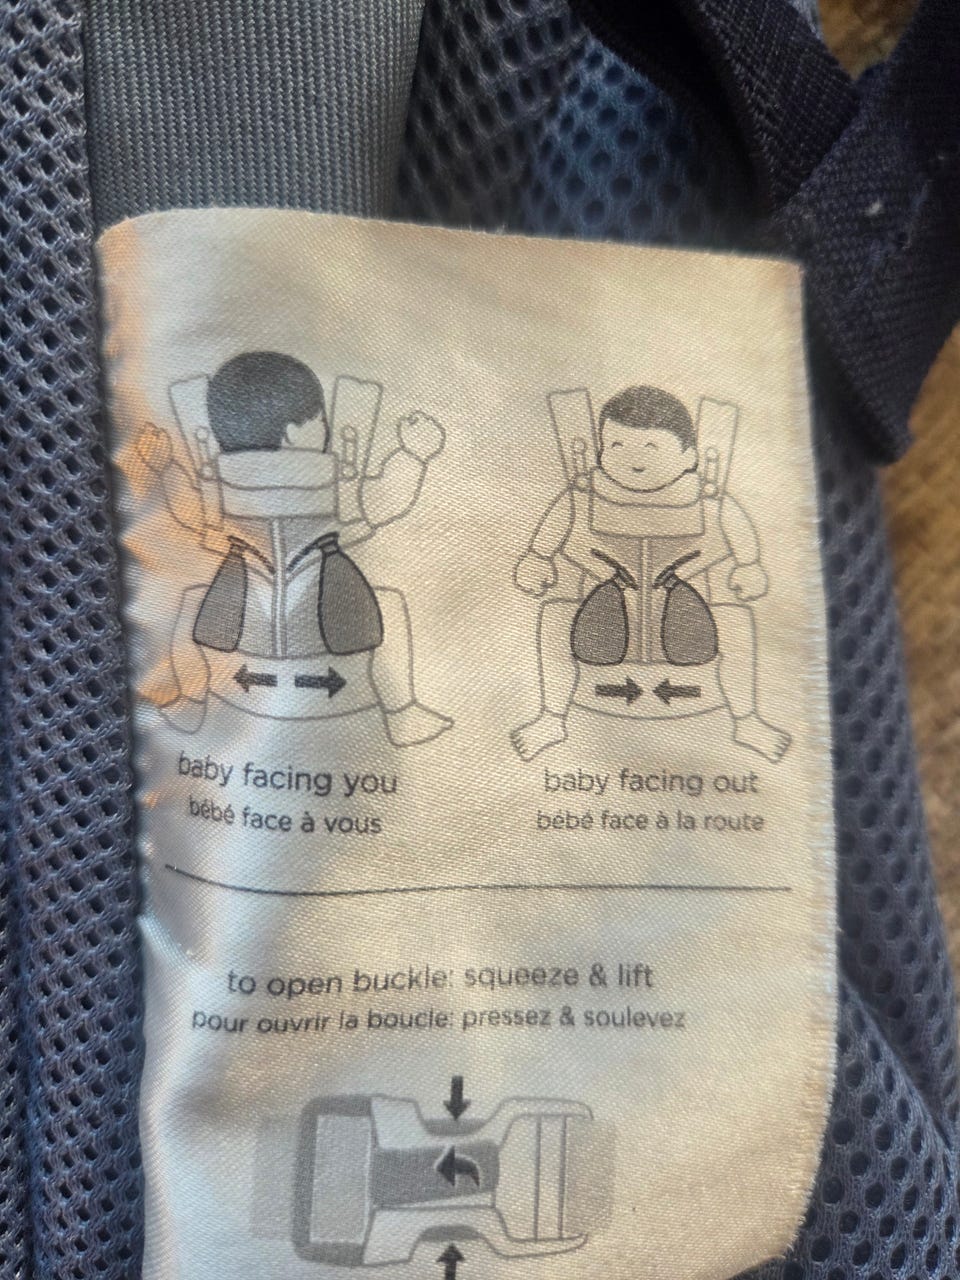 baby facing you
bébé face à vous
baby facing out
bébé face à la route
to open buckle: squeeze & lift
pour ouvrir la boucle: pressez & soulevez